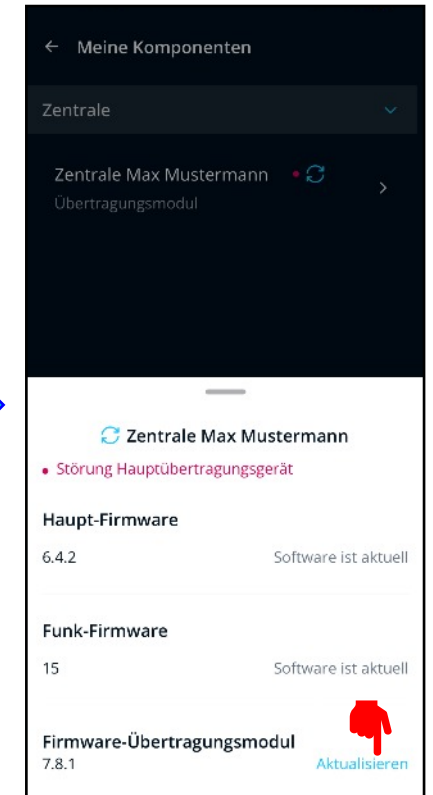 ← Meine Komponenten
Zentrale
Zentrale Max Mustermann
Übertragungsmodul
Zentrale Max Mustermann
• Störung Hauptübertragungsgerät
Haupt-Firmware
6.4.2 Software ist aktuell
Funk-Firmware
15 Software ist aktuell
Firmware-Übertragungsmodul
7.8.1 Aktualisieren